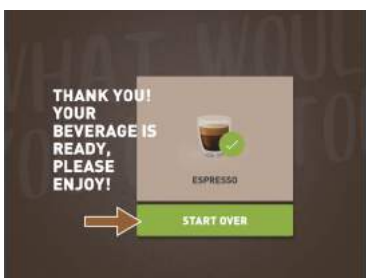 THANK YOU!
YOUR
BEVERAGE IS
READY,
PLEASE
ENJOY!
ESPRESSO
START OVER